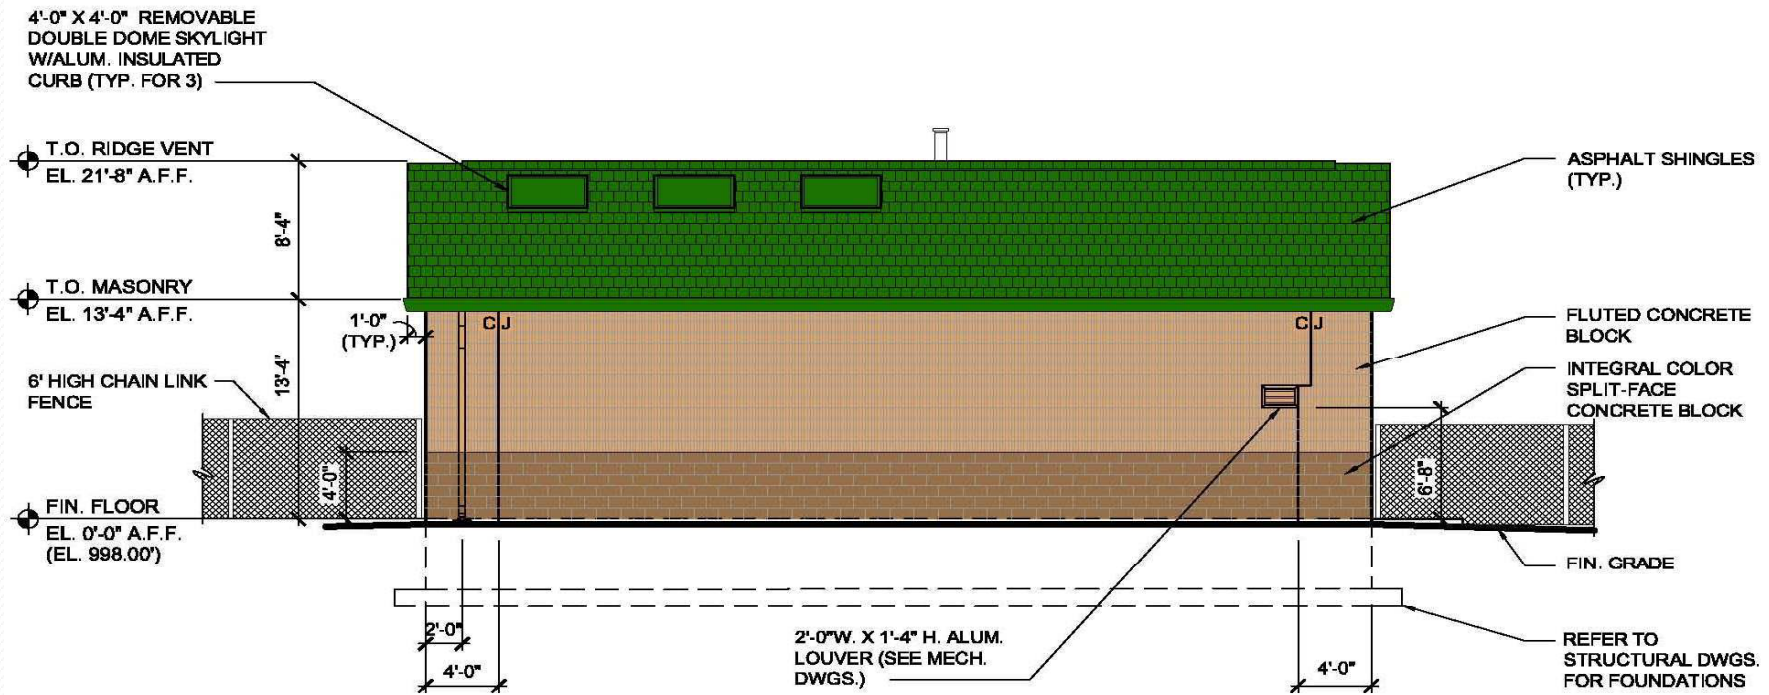 4'-0" X 4'-0" REMOVABLE
DOUBLE DOME SKYLIGHT
W/ALUM. INSULATED
CURB (TYP. FOR 3)
T.O. RIDGE VENT
EL. 21'-8" A.F.F.
8'-4"
ASPHALT SHINGLES
(TYP.)
T.O. MASONRY
EL. 13'-4" A.F.F.
1'-0"
(TYP.)
CJ
CJ
FLUTED CONCRETE
BLOCK
13'-4'
6' HIGH CHAIN LINK
FENCE
INTEGRAL COLOR
SPLIT-FACE
CONCRETE BLOCK
4'-0"
6'-8"
FIN. FLOOR
EL. 0'-0" A.F.F.
(EL. 998.00')
FIN. GRADE
2'-0"
4'-0"
2'-0"W. X 1'-4" H. ALUM.
LOUVER (SEE MECH.
DWGS.)
4'-0"
REFER TO
STRUCTURAL DWGS.
FOR FOUNDATIONS